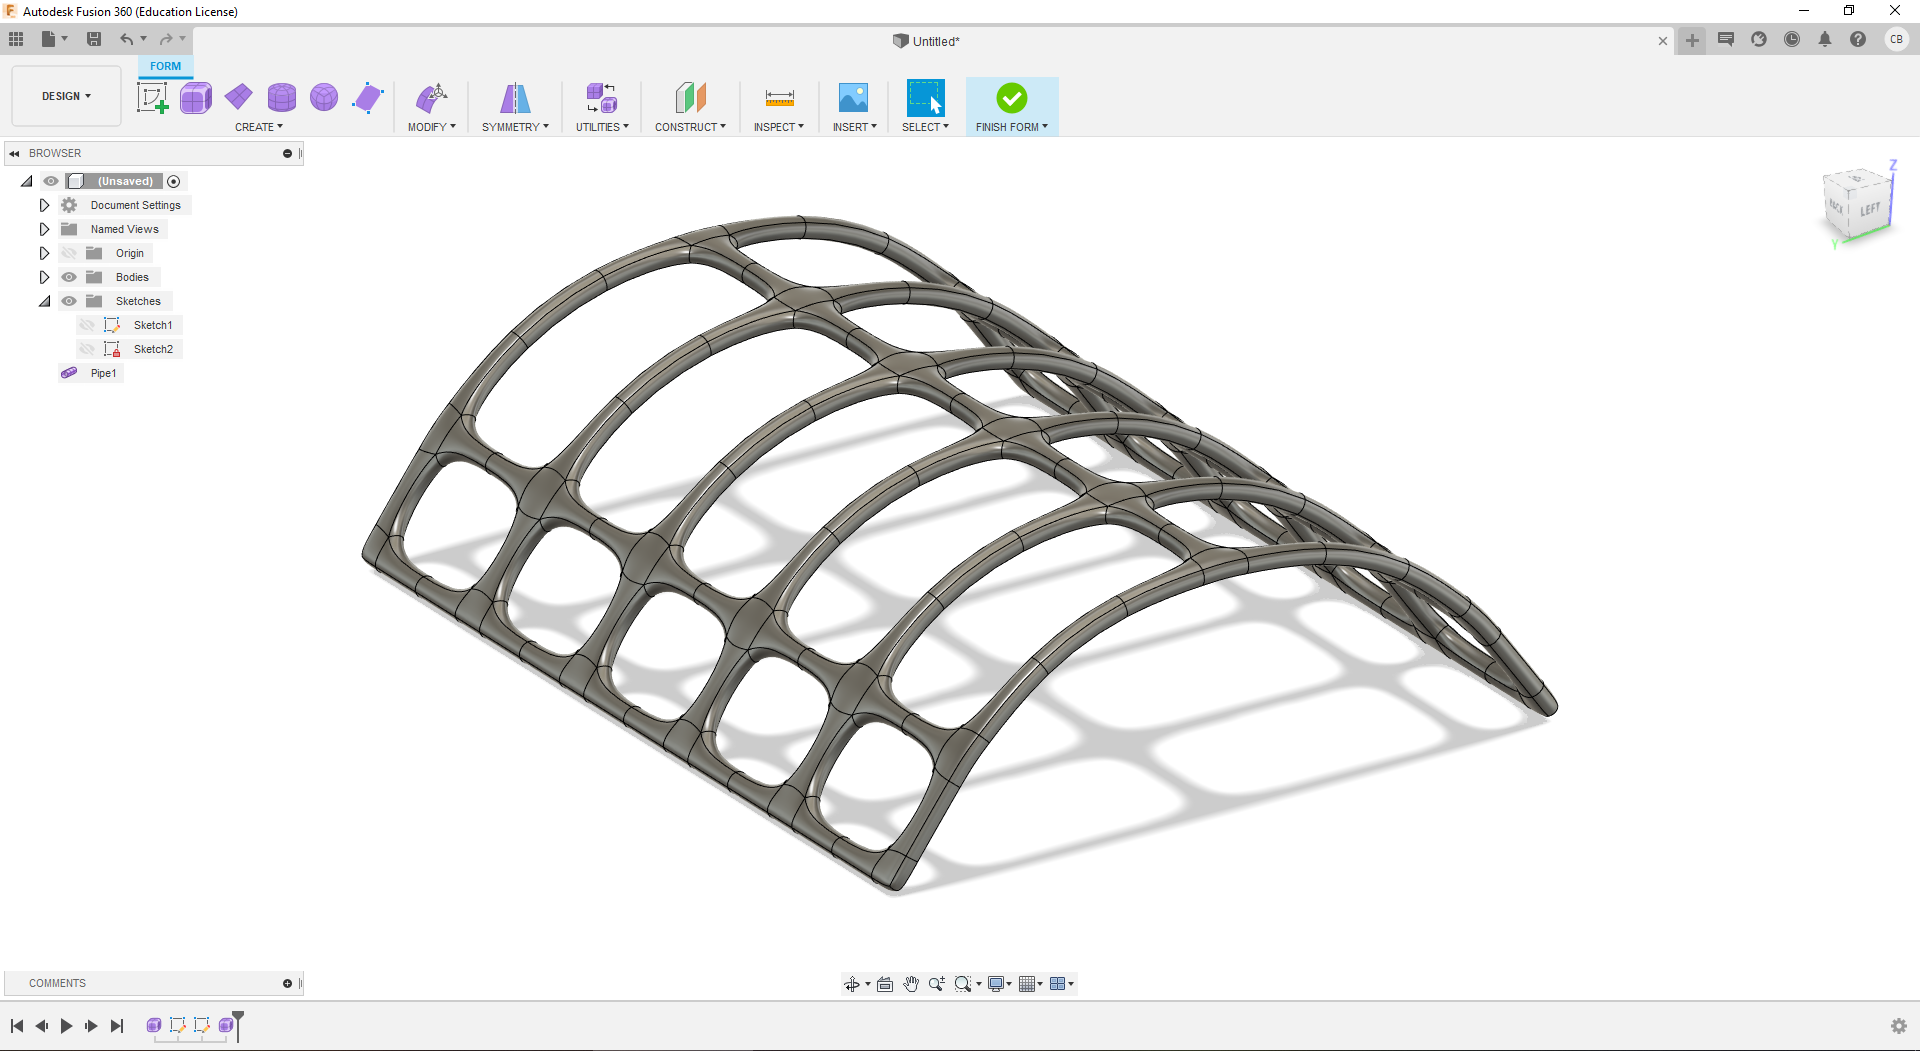 Autodesk Fusion 360 (Education License)
Untitled*
CB
FORM
DESIGN
CREATE
MODIFY
SYMMETRY
UTILITIES
CONSTRUCT
INSPECT
INSERT
SELECT
FINISH FORM
BROWSER
(Unsaved)
Document Settings
Named Views
Origin
Bodies
Sketches
Sketch1
Sketch2
Pipe1
Z
BACK
LEFT
Y
COMMENTS